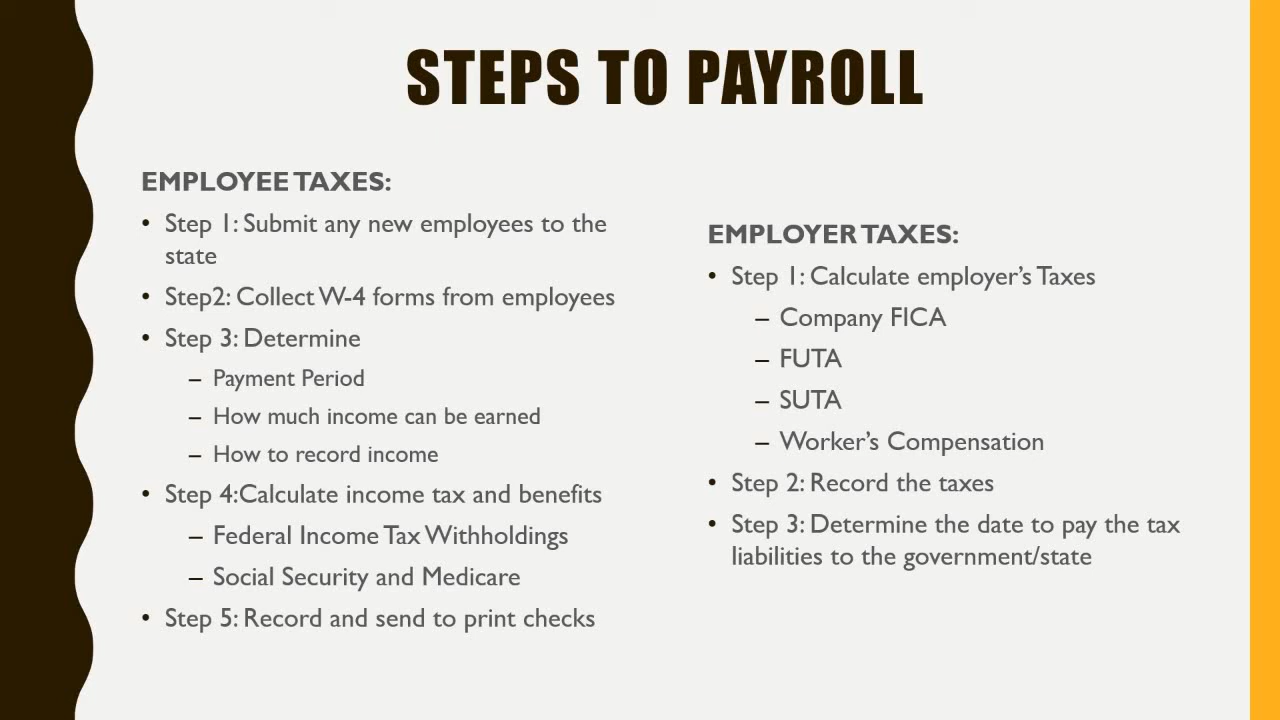 STEPS TO PAYROLL
EMPLOYEE TAXES:
• Step 1: Submit any new employees to the
state
• Step2: Collect W-4 forms from employees
• Step 3: Determine
– Payment Period
– How much income can be earned
– How to record income
• Step 4:Calculate income tax and benefits
– Federal Income Tax Withholdings
– Social Security and Medicare
• Step 5: Record and send to print checks
EMPLOYER TAXES:
• Step 1: Calculate employer’s Taxes
– Company FICA
– FUTA
– SUTA
– Worker’s Compensation
• Step 2: Record the taxes
• Step 3: Determine the date to pay the tax
liabilities to the government/state